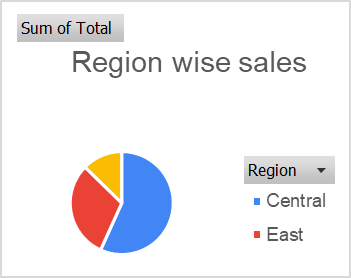 Sum of Total
Region wise sales
Region
Central
East